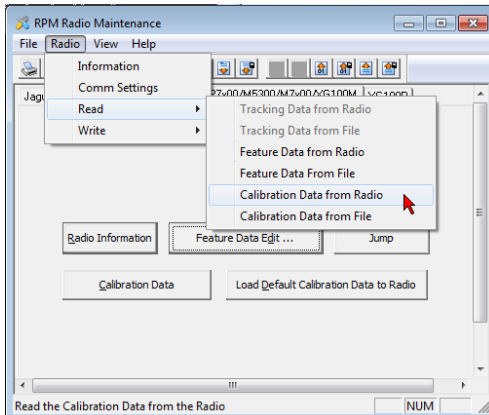 RPM Radio Maintenance
File Radio View Help
Information
Comm Settings
Read
Write
Tracking Data from Radio
Tracking Data from File
Feature Data from Radio
Feature Data From File
Calibration Data from Radio
Calibration Data from File
Radio Information
Feature Data Edit ...
Jump
Calibration Data
Load Default Calibration Data to Radio
Read the Calibration Data from the Radio
NUM